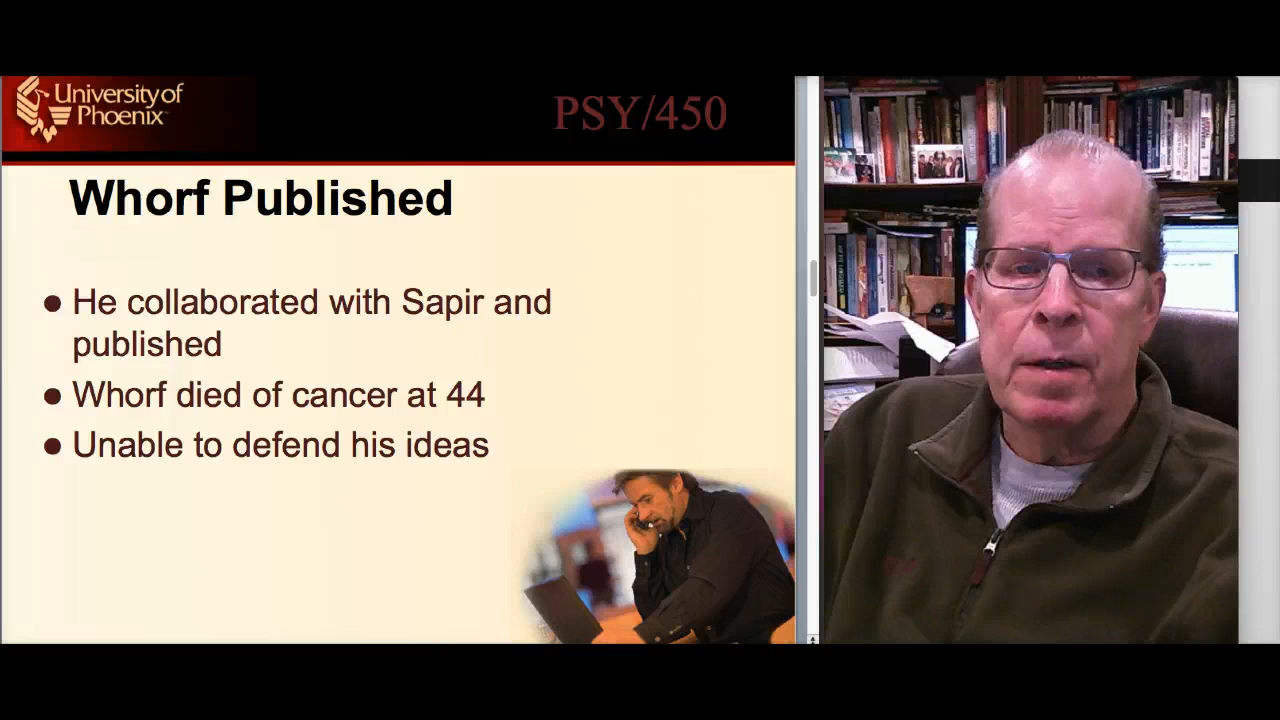 University of
Phoenix
PSY/450
Whorf Published
● He collaborated with Sapir and
published
● Whorf died of cancer at 44
● Unable to defend his ideas